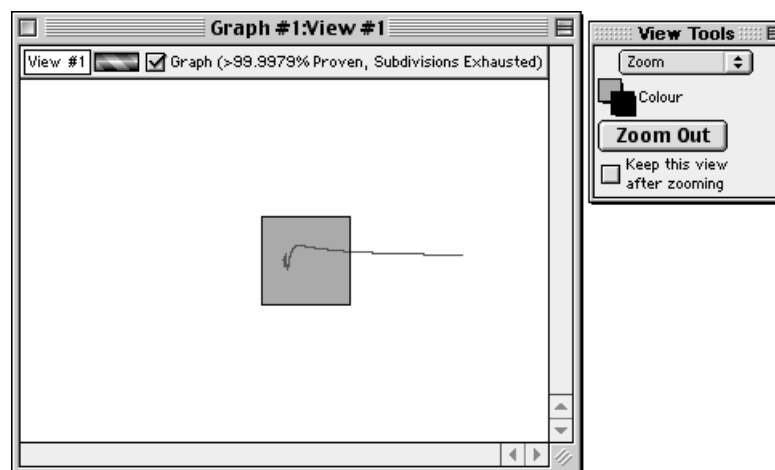 Graph #1:View #1
View #1 Graph (>99.9979% Proven, Subdivisions Exhausted)
View Tools
Zoom
Colour
Zoom Out
Keep this view
after zooming